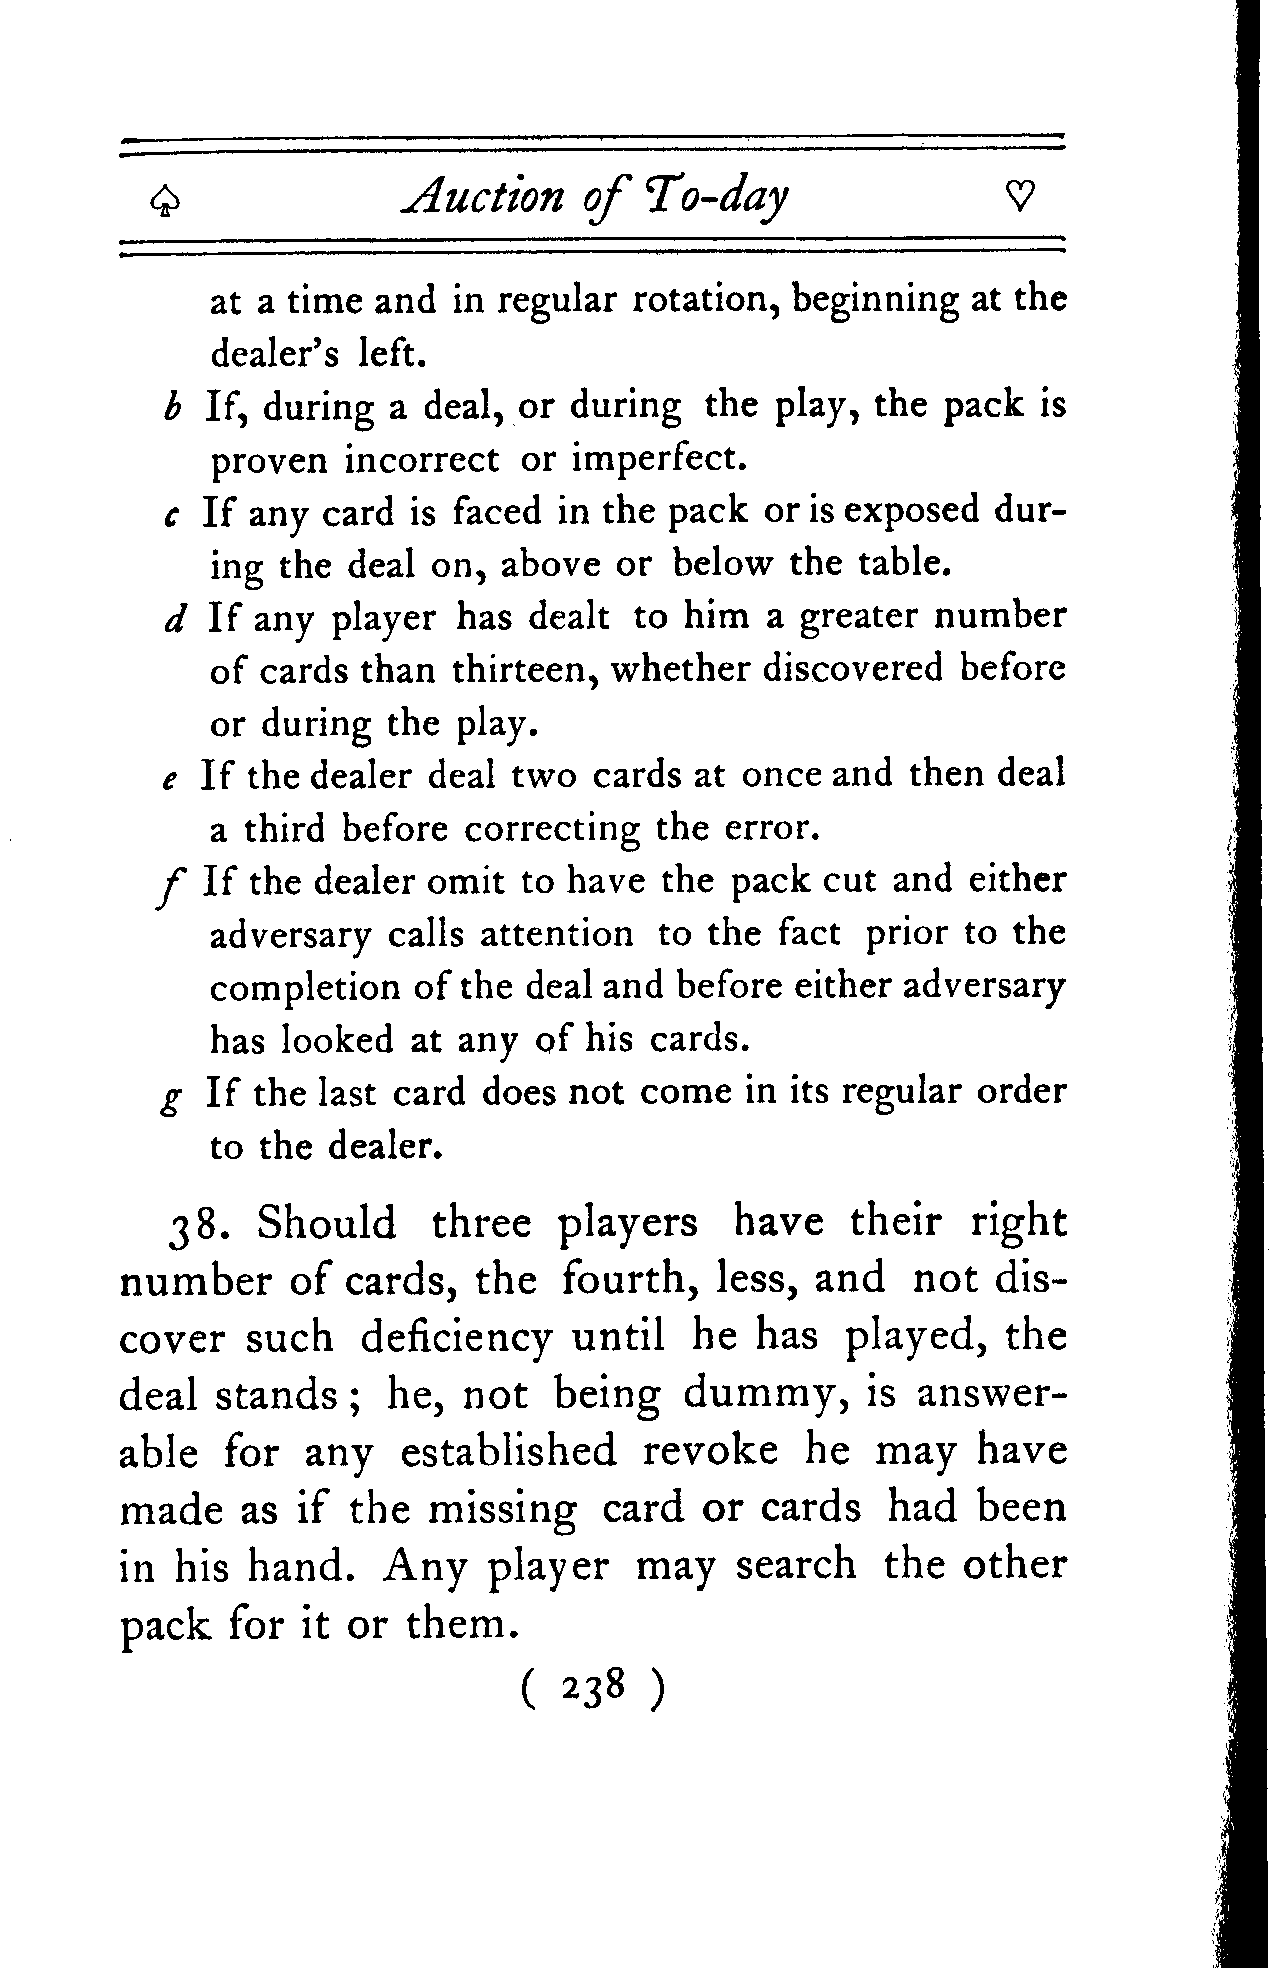 ♤ Auction of To-day ♡
at a time and in regular rotation, beginning at the
dealer's left.
b If, during a deal, or during the play, the pack is
proven incorrect or imperfect.
c If any card is faced in the pack or is exposed dur-
ing the deal on, above or below the table.
d If any player has dealt to him a greater number
of cards than thirteen, whether discovered before
or during the play.
e If the dealer deal two cards at once and then deal
a third before correcting the error.
f If the dealer omit to have the pack cut and either
adversary calls attention to the fact prior to the
completion of the deal and before either adversary
has looked at any of his cards.
g If the last card does not come in its regular order
to the dealer.
38. Should three players have their right
number of cards, the fourth, less, and not dis-
cover such deficiency until he has played, the
deal stands; he, not being dummy, is answer-
able for any established revoke he may have
made as if the missing card or cards had been
in his hand. Any player may search the other
pack for it or them.
( 238 )